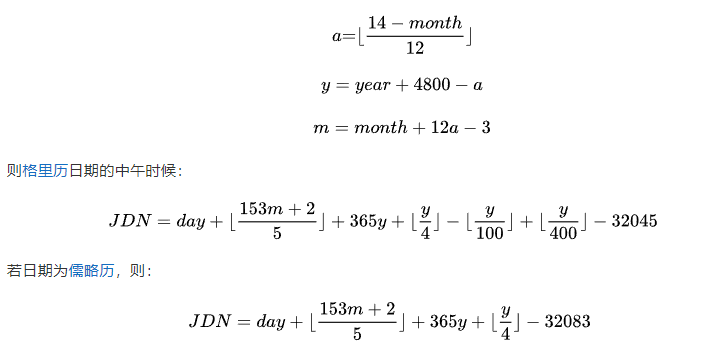 a=⌊(14 − month)/12⌋
y = year + 4800 − a
m = month + 12a − 3
则格里历日期的中午时候：
JDN = day + ⌊(153m + 2)/5⌋ + 365y + ⌊y/4⌋ − ⌊y/100⌋ + ⌊y/400⌋ − 32045
若日期为儒略历，则：
JDN = day + ⌊(153m + 2)/5⌋ + 365y + ⌊y/4⌋ − 32083